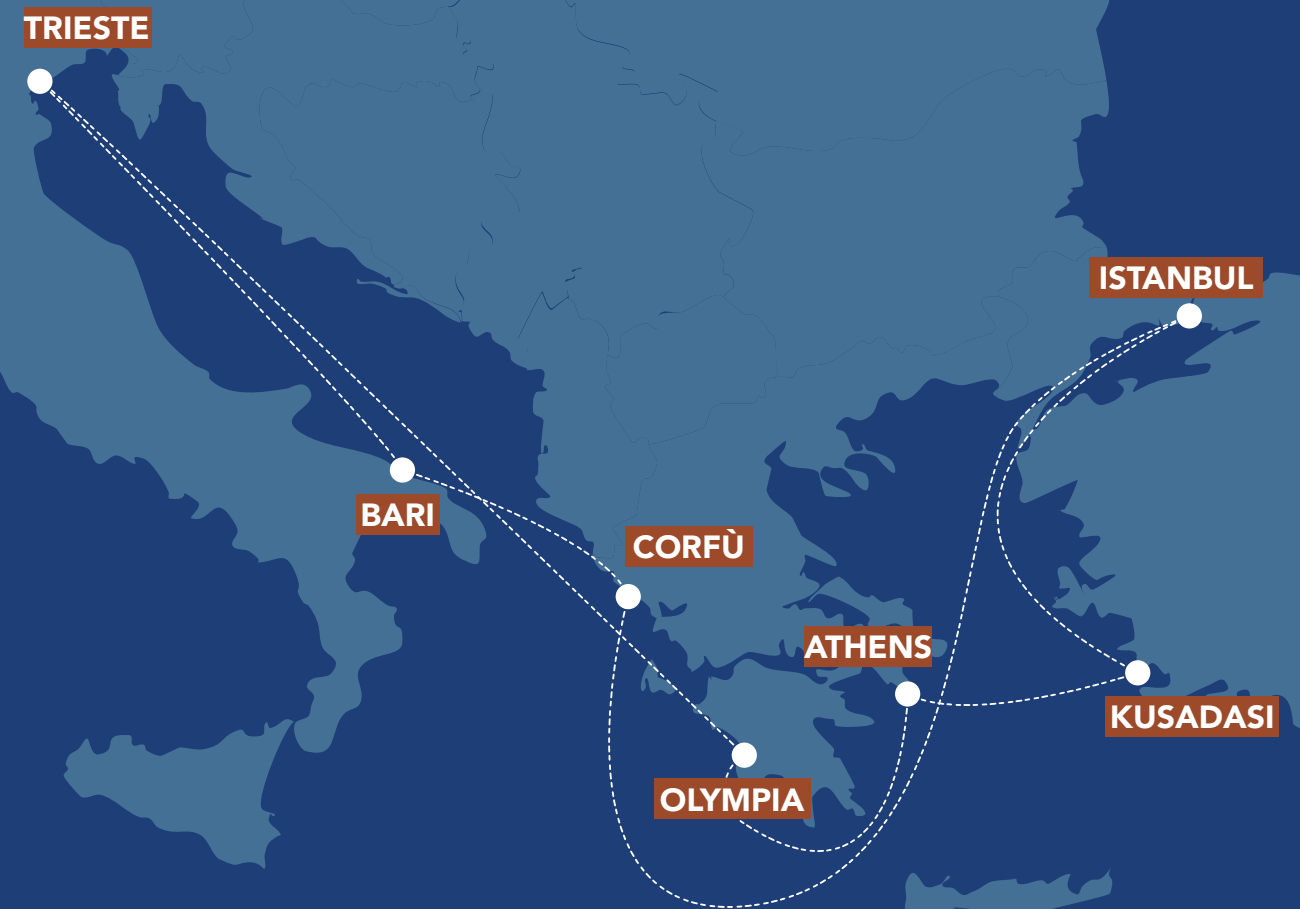 TRIESTE
ISTANBUL
BARI
CORFÙ
ATHENS
KUSADASI
OLYMPIA